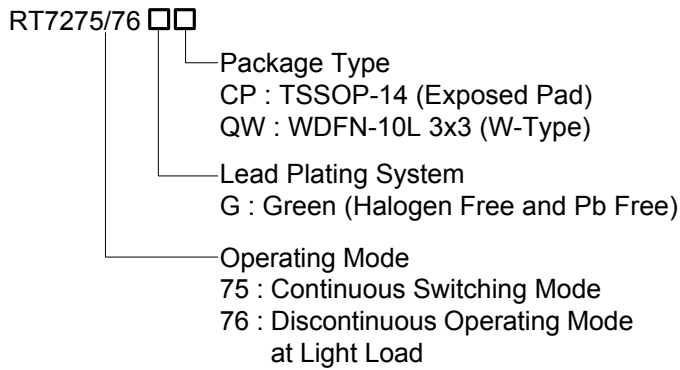 RT7275/76 □□
Package Type
CP : TSSOP-14 (Exposed Pad)
QW : WDFN-10L 3x3 (W-Type)
Lead Plating System
G : Green (Halogen Free and Pb Free)
Operating Mode
75 : Continuous Switching Mode
76 : Discontinuous Operating Mode
at Light Load